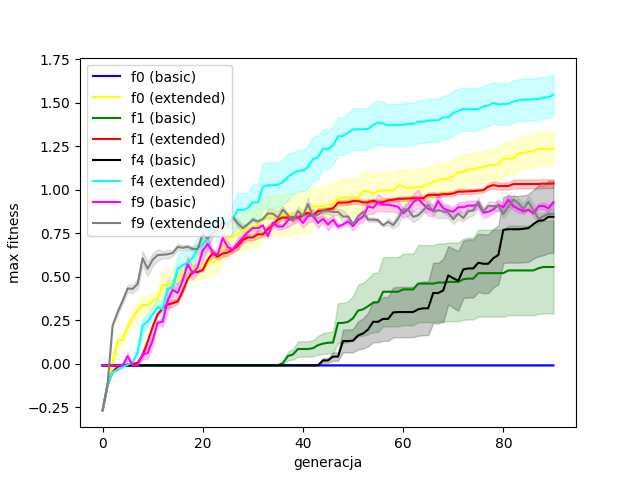 1.75
1.50
1.25
1.00
0.75
0.50
0.25
0.00
−0.25
max fitness
f0 (basic)
f0 (extended)
f1 (basic)
f1 (extended)
f4 (basic)
f4 (extended)
f9 (basic)
f9 (extended)
0 20 40 60 80
generacja